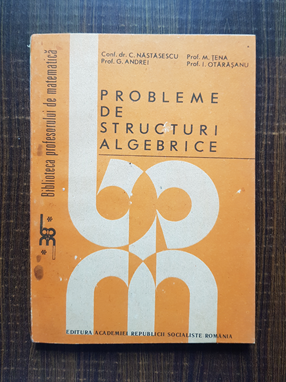 Conf. dr. C. NĂSTĂSESCU
Prof. G. ANDREI
Prof. M. ȚENA
Prof. I. OTĂRĂȘANU
PROBLEME
DE
STRUCTURI
ALGEBRICE
Biblioteca profesorului de matematică
* 38 *
bpm
EDITURA ACADEMIEI REPUBLICII SOCIALISTE ROMÂNIA